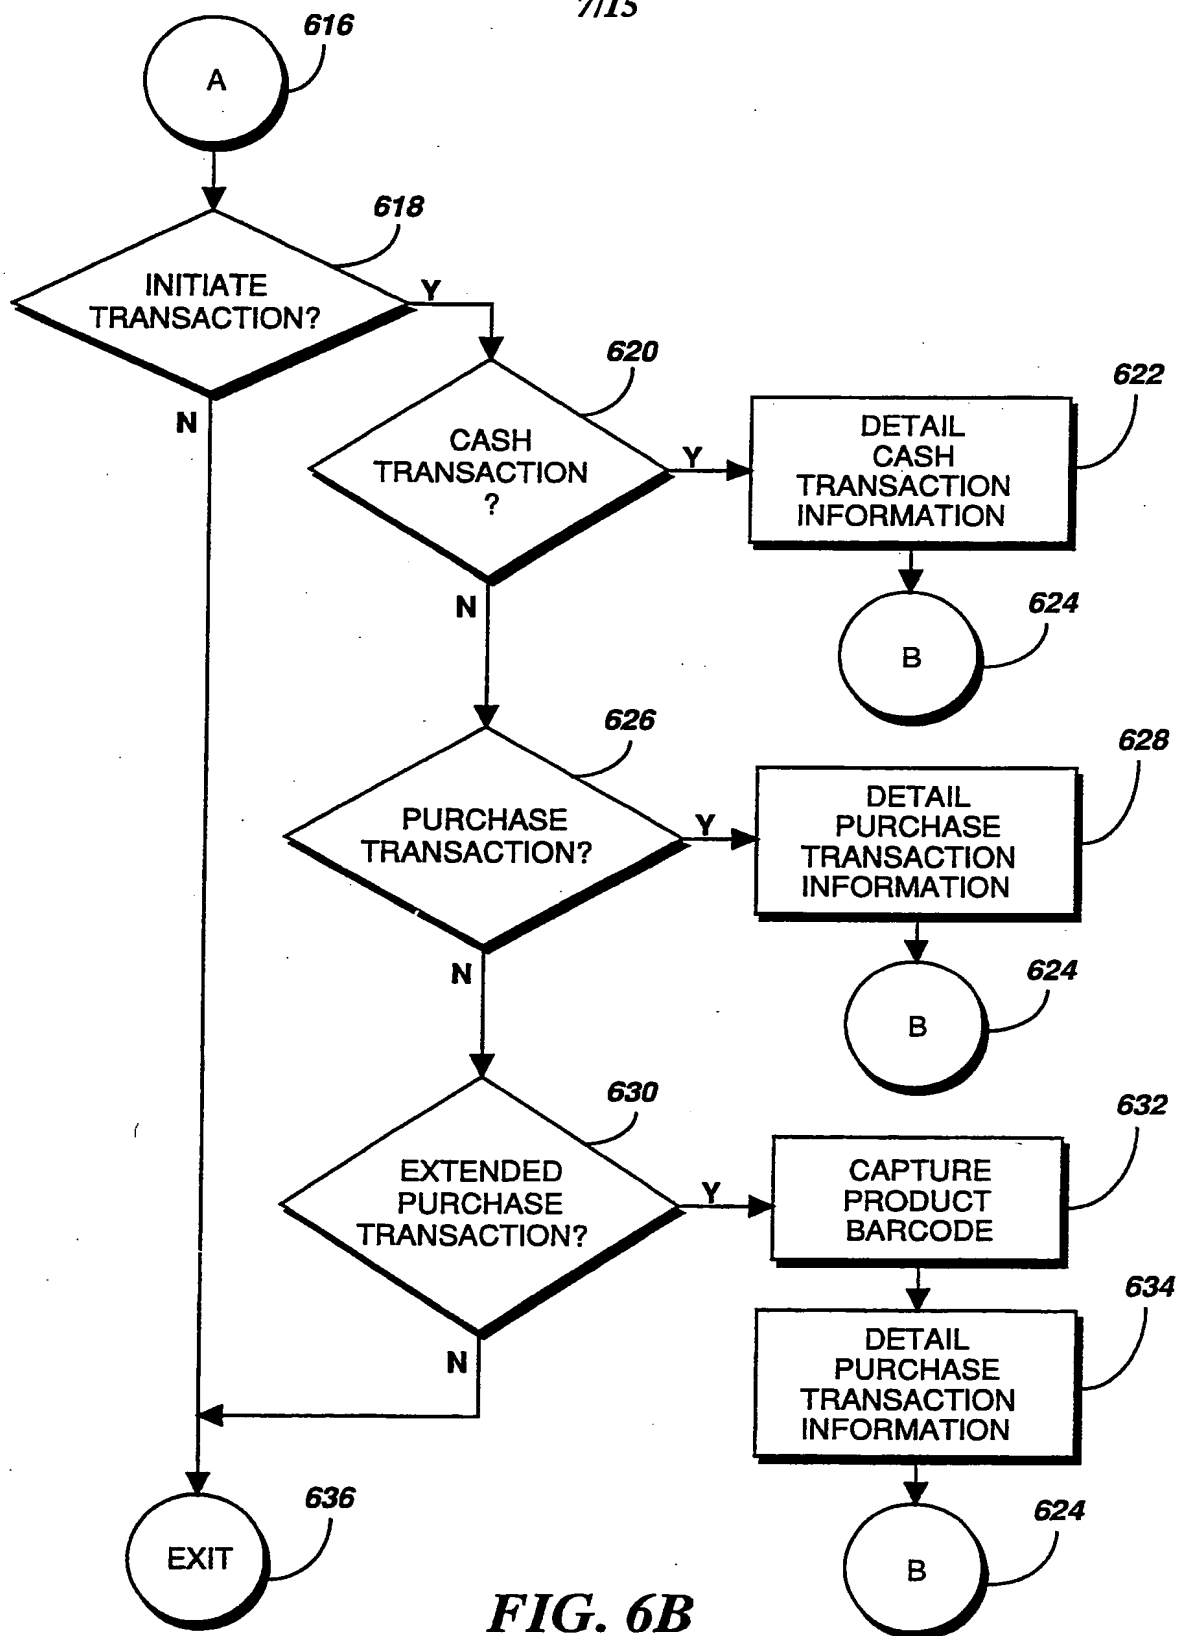 7/15
616
A
618
INITIATE
TRANSACTION?
Y
N
620
CASH
TRANSACTION
?
Y
N
622
DETAIL
CASH
TRANSACTION
INFORMATION
624
B
626
PURCHASE
TRANSACTION?
Y
N
628
DETAIL
PURCHASE
TRANSACTION
INFORMATION
624
B
630
EXTENDED
PURCHASE
TRANSACTION?
Y
N
632
CAPTURE
PRODUCT
BARCODE
634
DETAIL
PURCHASE
TRANSACTION
INFORMATION
636
EXIT
624
B
FIG. 6B